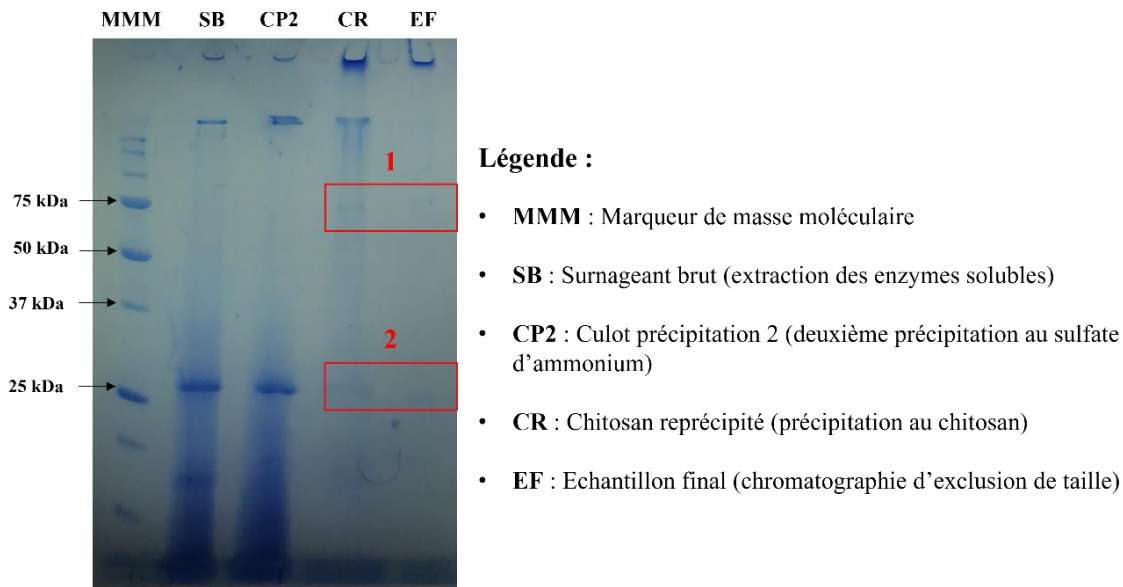 MMM SB CP2 CR EF
1
75 kDa
50 kDa
37 kDa
2
25 kDa
Légende :
• MMM : Marqueur de masse moléculaire
• SB : Surnageant brut (extraction des enzymes solubles)
• CP2 : Culot précipitation 2 (deuxième précipitation au sulfate
d’ammonium)
• CR : Chitosan reprécipité (précipitation au chitosan)
• EF : Echantillon final (chromatographie d’exclusion de taille)